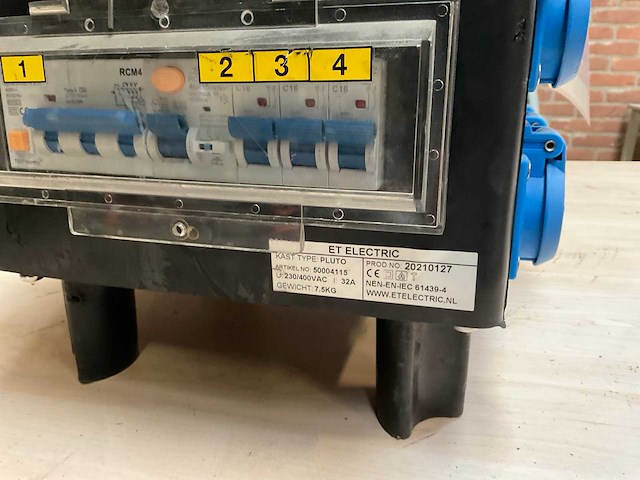 1
RCM4
2
3
4
C16
C16
C16
ET ELECTRIC
KAST TYPE: PLUTO
ARTIKEL NO: 50004115
U:230/400VAC I: 32A
GEWICHT: 7.5KG
PROD NO: 20210127
CE
NEN-EN-IEC 61439-4
WWW.ETELECTRIC.NL